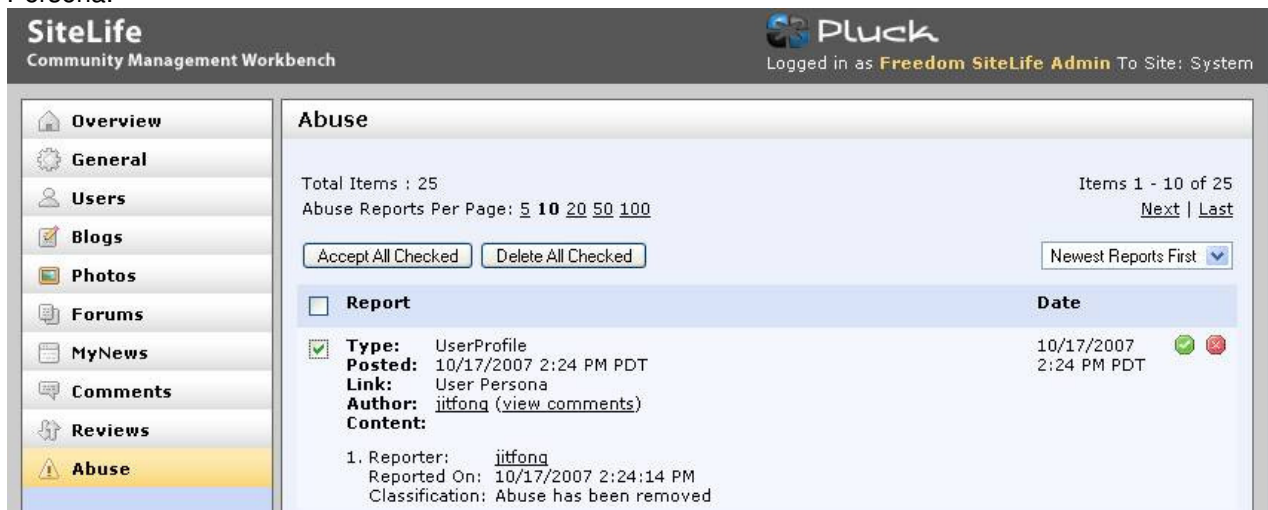 Persona.
SiteLife
Community Management Workbench
Pluck
Logged in as Freedom SiteLife Admin To Site: System
Overview
General
Users
Blogs
Photos
Forums
MyNews
Comments
Reviews
Abuse
Abuse
Total Items : 25
Items 1 - 10 of 25
Abuse Reports Per Page: 5 10 20 50 100
Next | Last
Accept All Checked Delete All Checked
Newest Reports First
Report Date
Type: UserProfile
Posted: 10/17/2007 2:24 PM PDT
Link: User Persona
Author: jitfong (view comments)
Content:
10/17/2007
2:24 PM PDT
1. Reporter: jitfong
Reported On: 10/17/2007 2:24:14 PM
Classification: Abuse has been removed